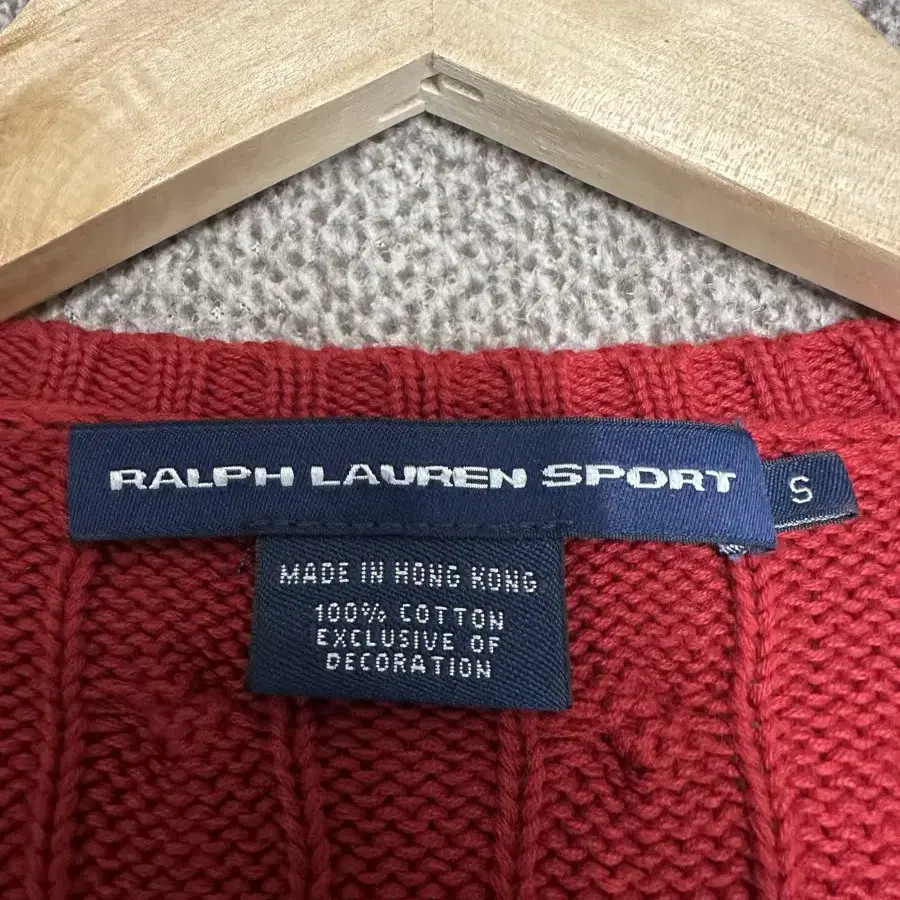 RALPH LAUREN SPORT
S
MADE IN HONG KONG
100% COTTON
EXCLUSIVE OF
DECORATION